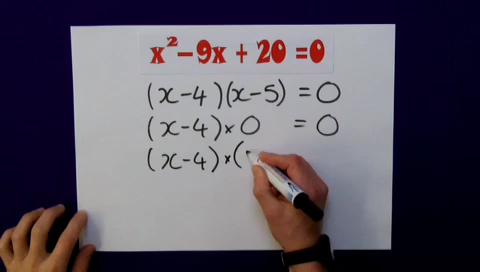 x²-9x + 20 = 0
(x-4)(x-5) = 0
(x-4) × 0 = 0
(x-4) × (